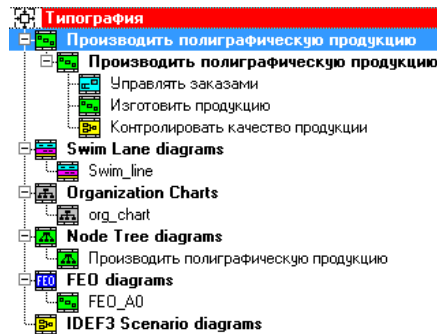 Типография
Производить полиграфическую продукцию
Производить полиграфическую продукцию
Управлять заказами
Изготовить продукцию
Контролировать качество продукции
Swim Lane diagrams
Swim_line
Organization Charts
org_chart
Node Tree diagrams
Производить полиграфическую продукцию
FEO FEO diagrams
FEO_A0
IDEF3 Scenario diagrams